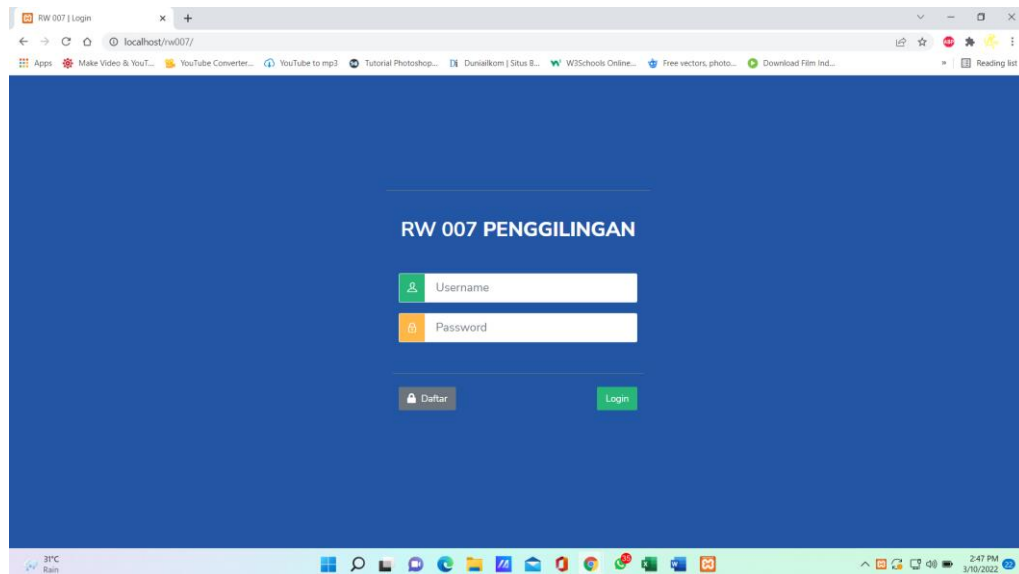 RW 007 | Login
localhost/rw007/
Apps Make Video & YouT... YouTube Converter... YouTube to mp3 Tutorial Photoshop... Duniailkom | Situs B... W3Schools Online... Free vectors, photo... Download Film Ind... » Reading list
RW 007 PENGGILINGAN
Username
Password
Daftar Login
31°C
Rain
35
2:47 PM
3/10/2022
22